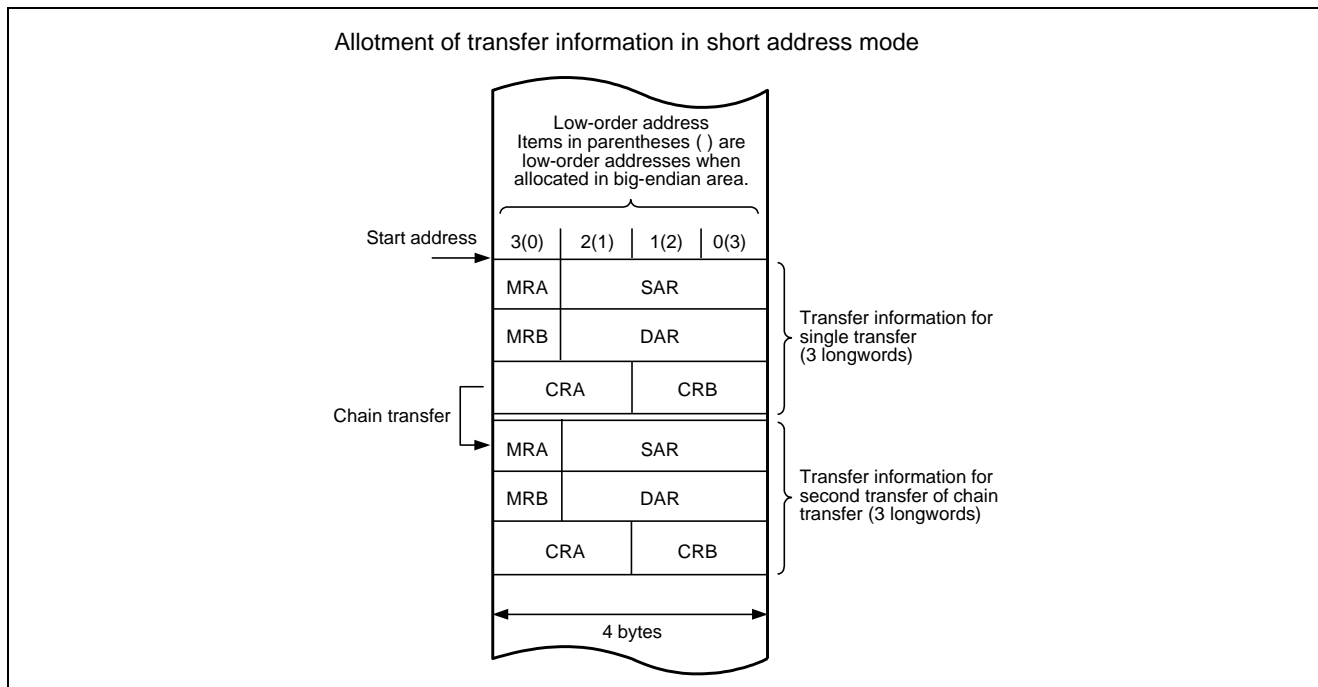 Allotment of transfer information in short address mode
Low-order address
Items in parentheses ( ) are
low-order addresses when
allocated in big-endian area.
Start address
3(0) 2(1) 1(2) 0(3)
MRA SAR
MRB DAR
CRA CRB
Transfer information for
single transfer
(3 longwords)
Chain transfer
MRA SAR
MRB DAR
CRA CRB
Transfer information for
second transfer of chain
transfer (3 longwords)
4 bytes